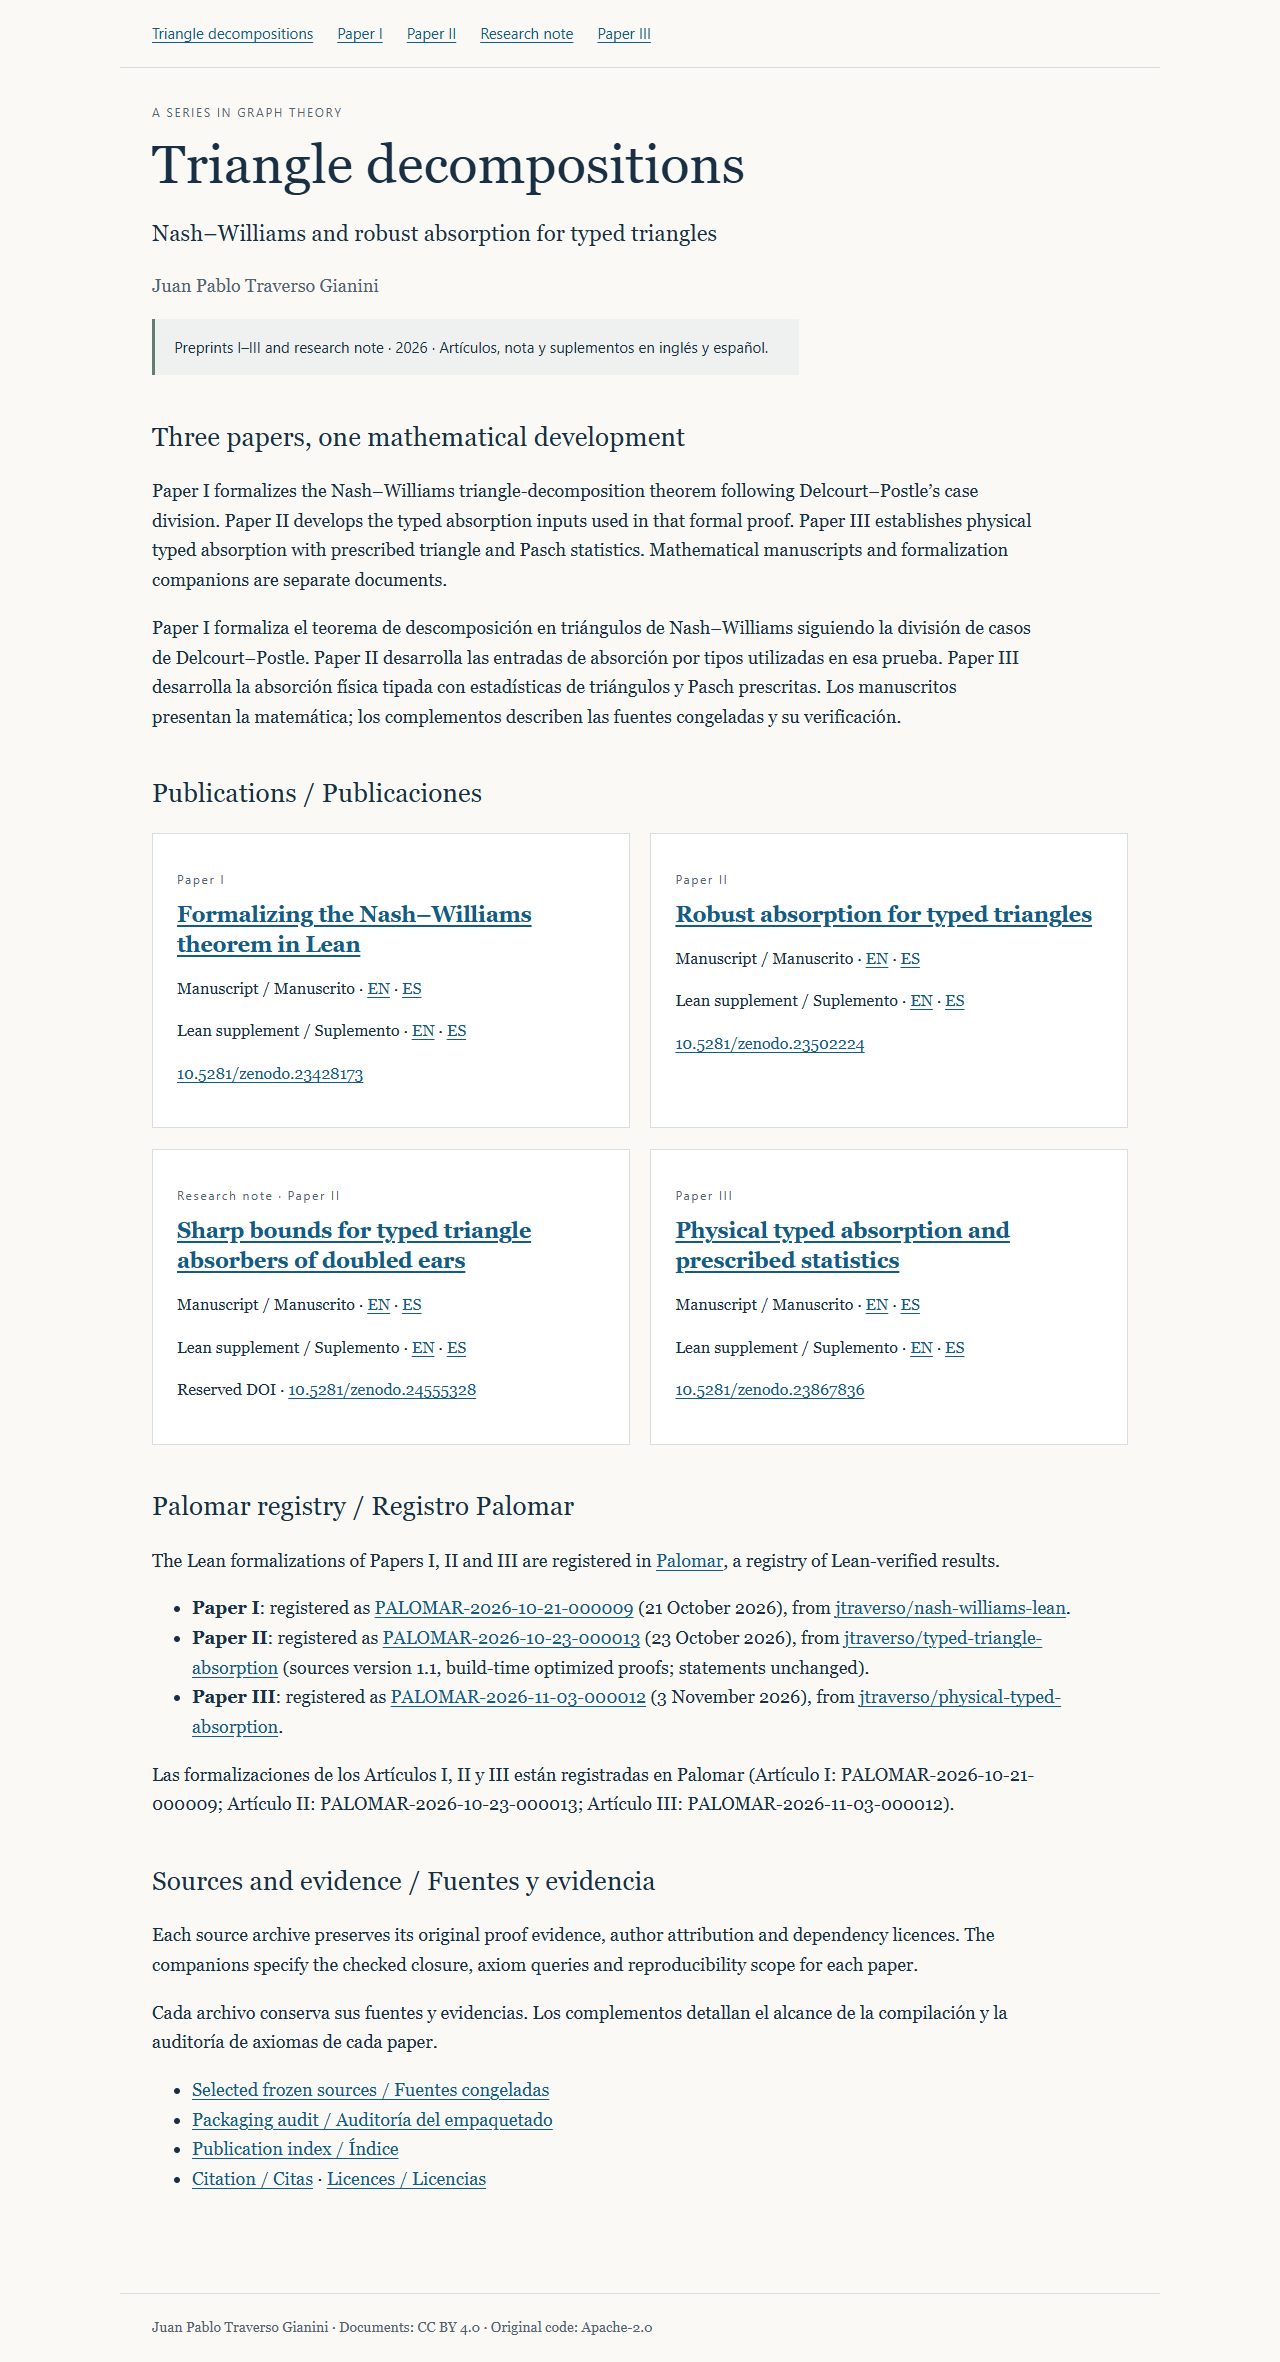 Triangle decompositions Paper I Paper II Research note Paper III
A SERIES IN GRAPH THEORY
Triangle decompositions
Nash–Williams and robust absorption for typed triangles
Juan Pablo Traverso Gianini
Preprints I–III and research note · 2026 · Artículos, nota y suplementos en inglés y español.
Three papers, one mathematical development
Paper I formalizes the Nash–Williams triangle-decomposition theorem following Delcourt–Postle’s case
division. Paper II develops the typed absorption inputs used in that formal proof. Paper III establishes physical
typed absorption with prescribed triangle and Pasch statistics. Mathematical manuscripts and formalization
companions are separate documents.
Paper I formaliza el teorema de descomposición en triángulos de Nash–Williams siguiendo la división de casos
de Delcourt–Postle. Paper II desarrolla las entradas de absorción por tipos utilizadas en esa prueba. Paper III
desarrolla la absorción física tipada con estadísticas de triángulos y Pasch prescritas. Los manuscritos
presentan la matemática; los complementos describen las fuentes congeladas y su verificación.
Publications / Publicaciones
Paper I
Formalizing the Nash–Williams
theorem in Lean
Manuscript / Manuscrito · EN · ES
Lean supplement / Suplemento · EN · ES
10.5281/zenodo.23428173
Paper II
Robust absorption for typed triangles
Manuscript / Manuscrito · EN · ES
Lean supplement / Suplemento · EN · ES
10.5281/zenodo.23502224
Research note · Paper II
Sharp bounds for typed triangle
absorbers of doubled ears
Manuscript / Manuscrito · EN · ES
Lean supplement / Suplemento · EN · ES
Reserved DOI · 10.5281/zenodo.24555328
Paper III
Physical typed absorption and
prescribed statistics
Manuscript / Manuscrito · EN · ES
Lean supplement / Suplemento · EN · ES
10.5281/zenodo.23867836
Palomar registry / Registro Palomar
The Lean formalizations of Papers I, II and III are registered in Palomar, a registry of Lean-verified results.
• Paper I: registered as PALOMAR-2026-10-21-000009 (21 October 2026), from jtraverso/nash-williams-lean.
• Paper II: registered as PALOMAR-2026-10-23-000013 (23 October 2026), from jtraverso/typed-triangle-
absorption (sources version 1.1, build-time optimized proofs; statements unchanged).
• Paper III: registered as PALOMAR-2026-11-03-000012 (3 November 2026), from jtraverso/physical-typed-
absorption.
Las formalizaciones de los Artículos I, II y III están registradas en Palomar (Artículo I: PALOMAR-2026-10-21-
000009; Artículo II: PALOMAR-2026-10-23-000013; Artículo III: PALOMAR-2026-11-03-000012).
Sources and evidence / Fuentes y evidencia
Each source archive preserves its original proof evidence, author attribution and dependency licences. The
companions specify the checked closure, axiom queries and reproducibility scope for each paper.
Cada archivo conserva sus fuentes y evidencias. Los complementos detallan el alcance de la compilación y la
auditoría de axiomas de cada paper.
• Selected frozen sources / Fuentes congeladas
• Packaging audit / Auditoría del empaquetado
• Publication index / Índice
• Citation / Citas · Licences / Licencias
Juan Pablo Traverso Gianini · Documents: CC BY 4.0 · Original code: Apache-2.0